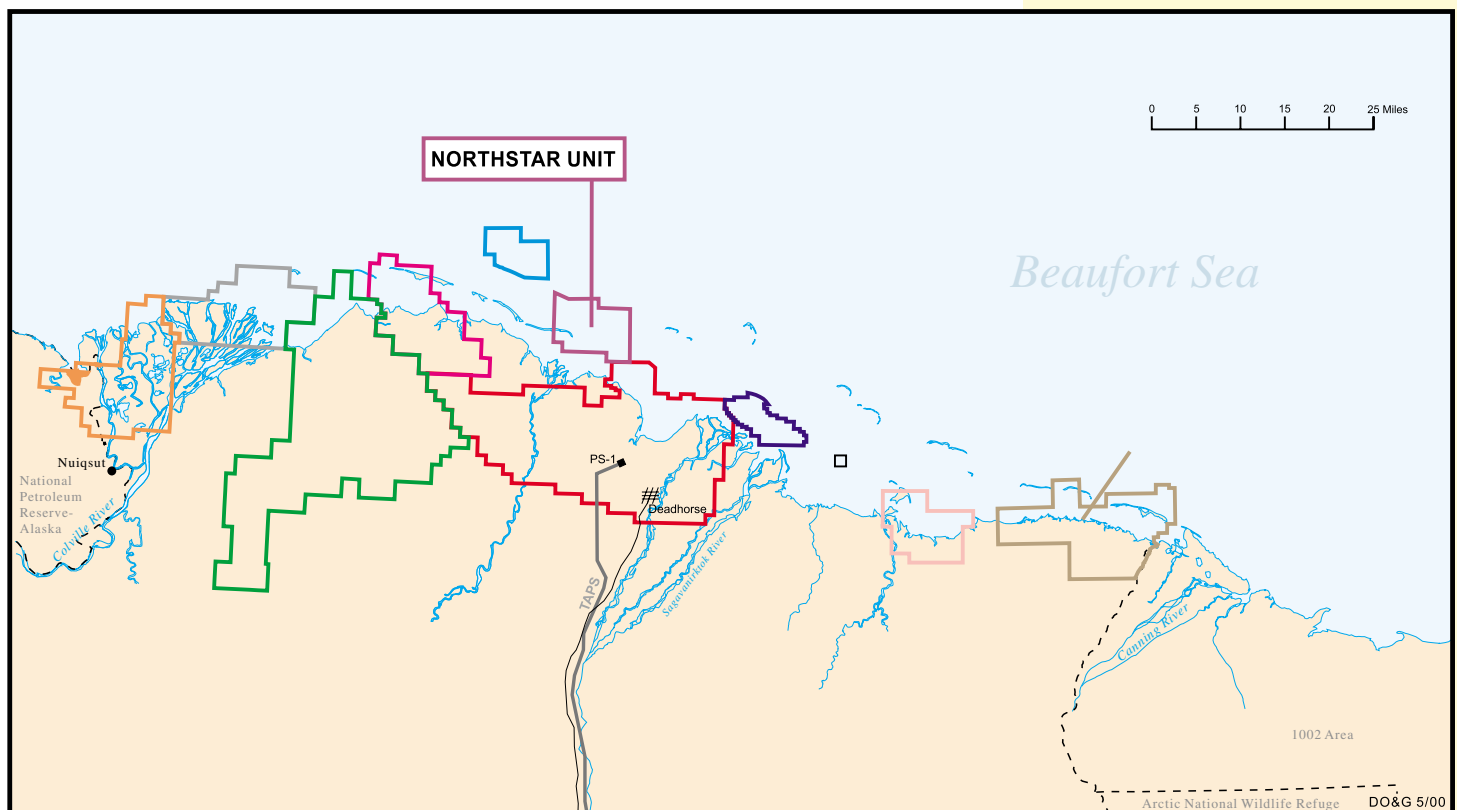 0 5 10 15 20 25 Miles
NORTHSTAR UNIT
Beaufort Sea
PS-1
Nuiqsut
National
Petroleum
Reserve-
Alaska
Colville River
Deadhorse
TAPS
Sagavanirktok River
Canning River
1002 Area
Arctic National Wildlife Refuge
DO&G 5/00